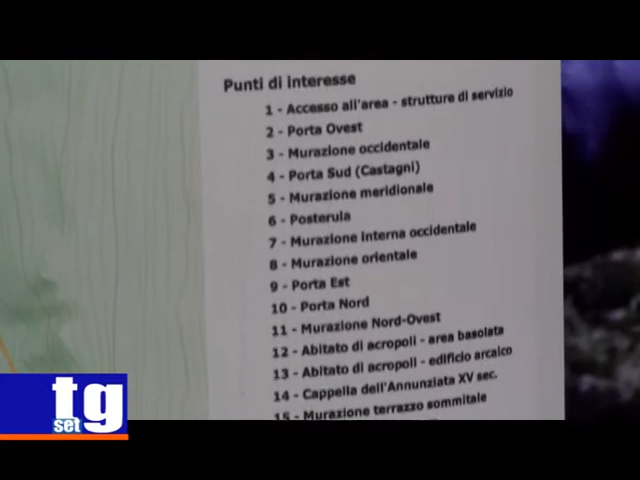 Punti di interesse
1 - Accesso all'area - strutture di servizio
2 - Porta Ovest
3 - Murazione occidentale
4 - Porta Sud (Castagni)
5 - Murazione meridionale
6 - Posterula
7 - Murazione interna occidentale
8 - Murazione orientale
9 - Porta Est
10 - Porta Nord
11 - Murazione Nord-Ovest
12 - Abitato di acropoli - area basolata
13 - Abitato di acropoli - edificio arcaico
14 - Cappella dell'Annunziata XV sec.
15 - Murazione terrazzo sommitale
tg
set